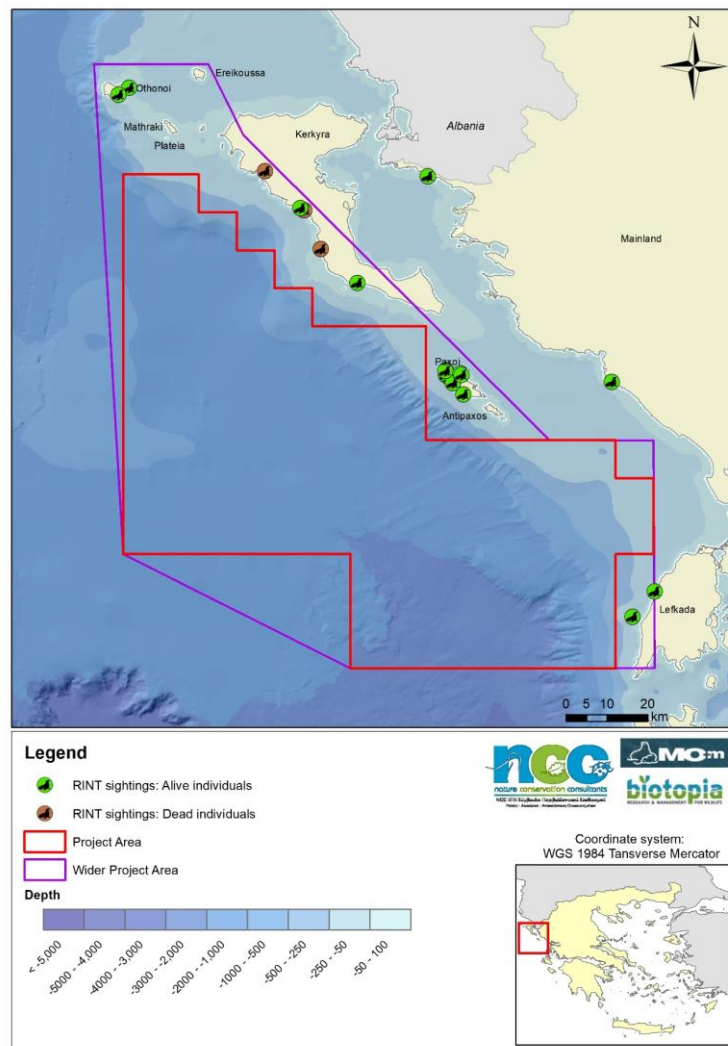 N
Othonoi
Ereikoussa
Mathraki
Plateia
Kerkyra
Albania
Mainland
Paxoi
Antipaxos
Lefkada
0 5 10 20
km
Legend
RINT sightings: Alive individuals
RINT sightings: Dead individuals
Project Area
Wider Project Area
Depth
< -5,000
-5000 - -4,000
-4000 - -3,000
-3000 - -2,000
-2000 - -1,000
-1000 - -500
-500 - -250
-250 - -50
-50 - -100
ncc
nature conservation consultants
MOm
biotopia
RESEARCH & MANAGEMENT FOR WILDLIFE
Coordinate system:
WGS 1984 Tansverse Mercator